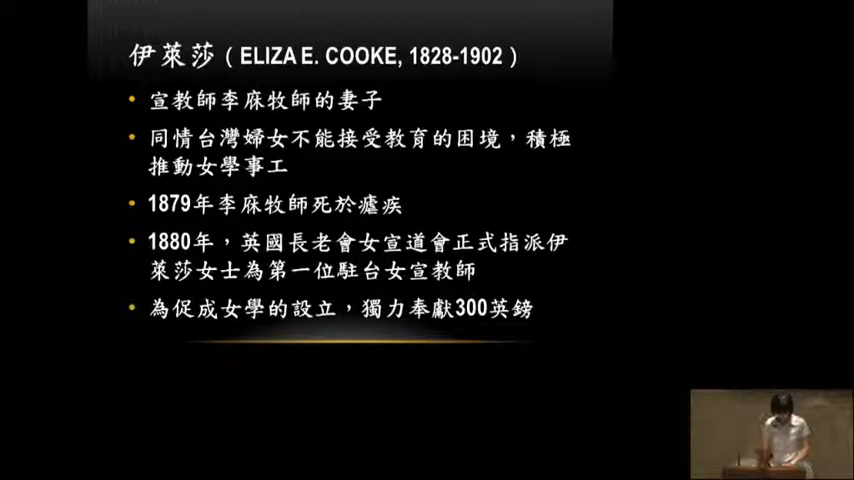 伊萊莎（ELIZA E. COOKE, 1828-1902）
• 宣教師李庥牧師的妻子
• 同情台灣婦女不能接受教育的困境，積極
推動女學事工
• 1879年李庥牧師死於瘧疾
• 1880年，英國長老會女宣道會正式指派伊
萊莎女士為第一位駐台女宣教師
• 為促成女學的設立，獨力奉獻300英鎊